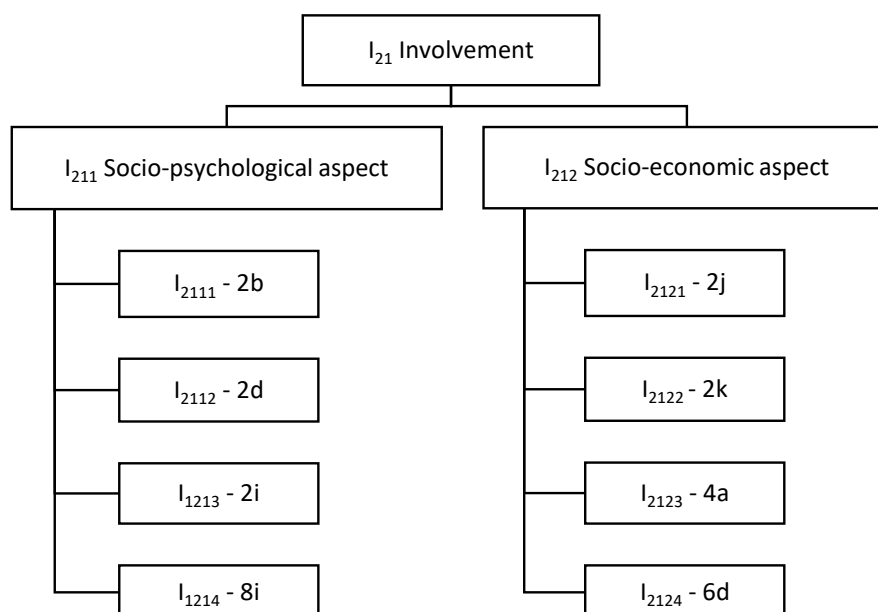 I₂₁ Involvement
I₂₁₁ Socio-psychological aspect
I₂₁₂ Socio-economic aspect
I₂₁₁₁ - 2b
I₂₁₁₂ - 2d
I₁₂₁₃ - 2i
I₁₂₁₄ - 8i
I₂₁₂₁ - 2j
I₂₁₂₂ - 2k
I₂₁₂₃ - 4a
I₂₁₂₄ - 6d